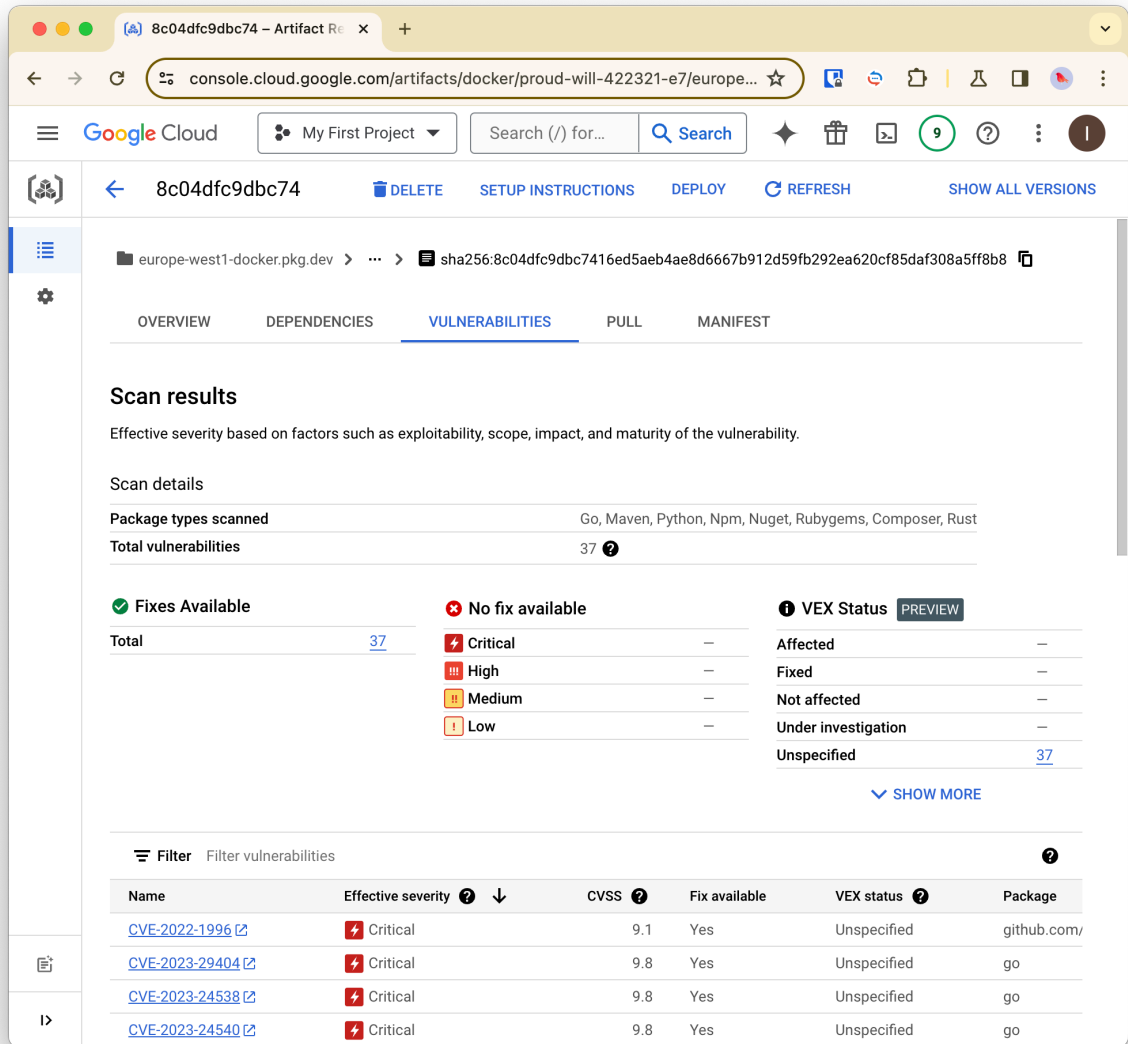 8c04dfc9dbc74 – Artifact Re
console.cloud.google.com/artifacts/docker/proud-will-422321-e7/europe...
Google Cloud
My First Project
Search (/) for...
Search
9
I
8c04dfc9dbc74
DELETE
SETUP INSTRUCTIONS
DEPLOY
REFRESH
SHOW ALL VERSIONS
europe-west1-docker.pkg.dev > ... > sha256:8c04dfc9dbc7416ed5aeb4ae8d6667b912d59fb292ea620cf85daf308a5ff8b8
OVERVIEW DEPENDENCIES VULNERABILITIES PULL MANIFEST
Scan results
Effective severity based on factors such as exploitability, scope, impact, and maturity of the vulnerability.
Scan details
Package types scanned Go, Maven, Python, Npm, Nuget, Rubygems, Composer, Rust
Total vulnerabilities 37
Fixes Available
Total 37
No fix available
Critical –
High –
Medium –
Low –
VEX Status PREVIEW
Affected –
Fixed –
Not affected –
Under investigation –
Unspecified 37
SHOW MORE
Filter Filter vulnerabilities
Name Effective severity CVSS Fix available VEX status Package
CVE-2022-1996 Critical 9.1 Yes Unspecified github.com/
CVE-2023-29404 Critical 9.8 Yes Unspecified go
CVE-2023-24538 Critical 9.8 Yes Unspecified go
CVE-2023-24540 Critical 9.8 Yes Unspecified go